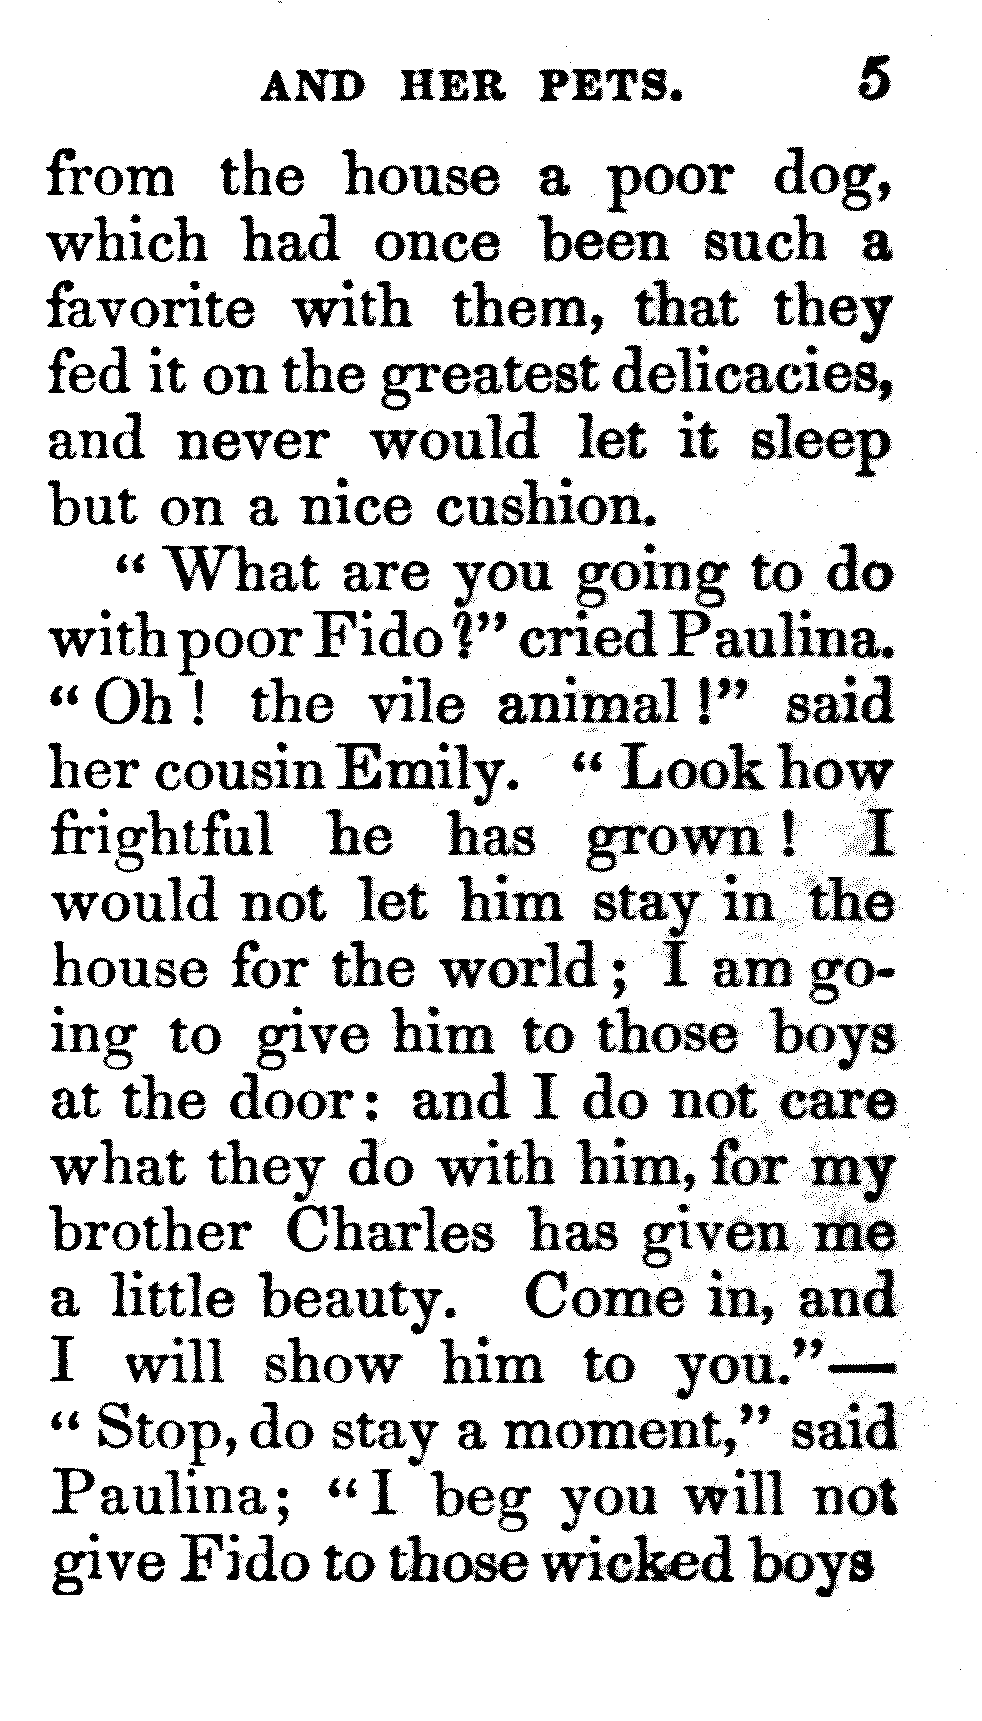 AND HER PETS. 5
from the house a poor dog,
which had once been such a
favorite with them, that they
fed it on the greatest delicacies,
and never would let it sleep
but on a nice cushion.
“ What are you going to do
with poor Fido ?” cried Paulina.
“ Oh ! the vile animal !” said
her cousin Emily. “ Look how
frightful he has grown ! I
would not let him stay in the
house for the world ; I am go-
ing to give him to those boys
at the door : and I do not care
what they do with him, for my
brother Charles has given me
a little beauty. Come in, and
I will show him to you.”—
“ Stop, do stay a moment,” said
Paulina ; “ I beg you will not
give Fido to those wicked boys